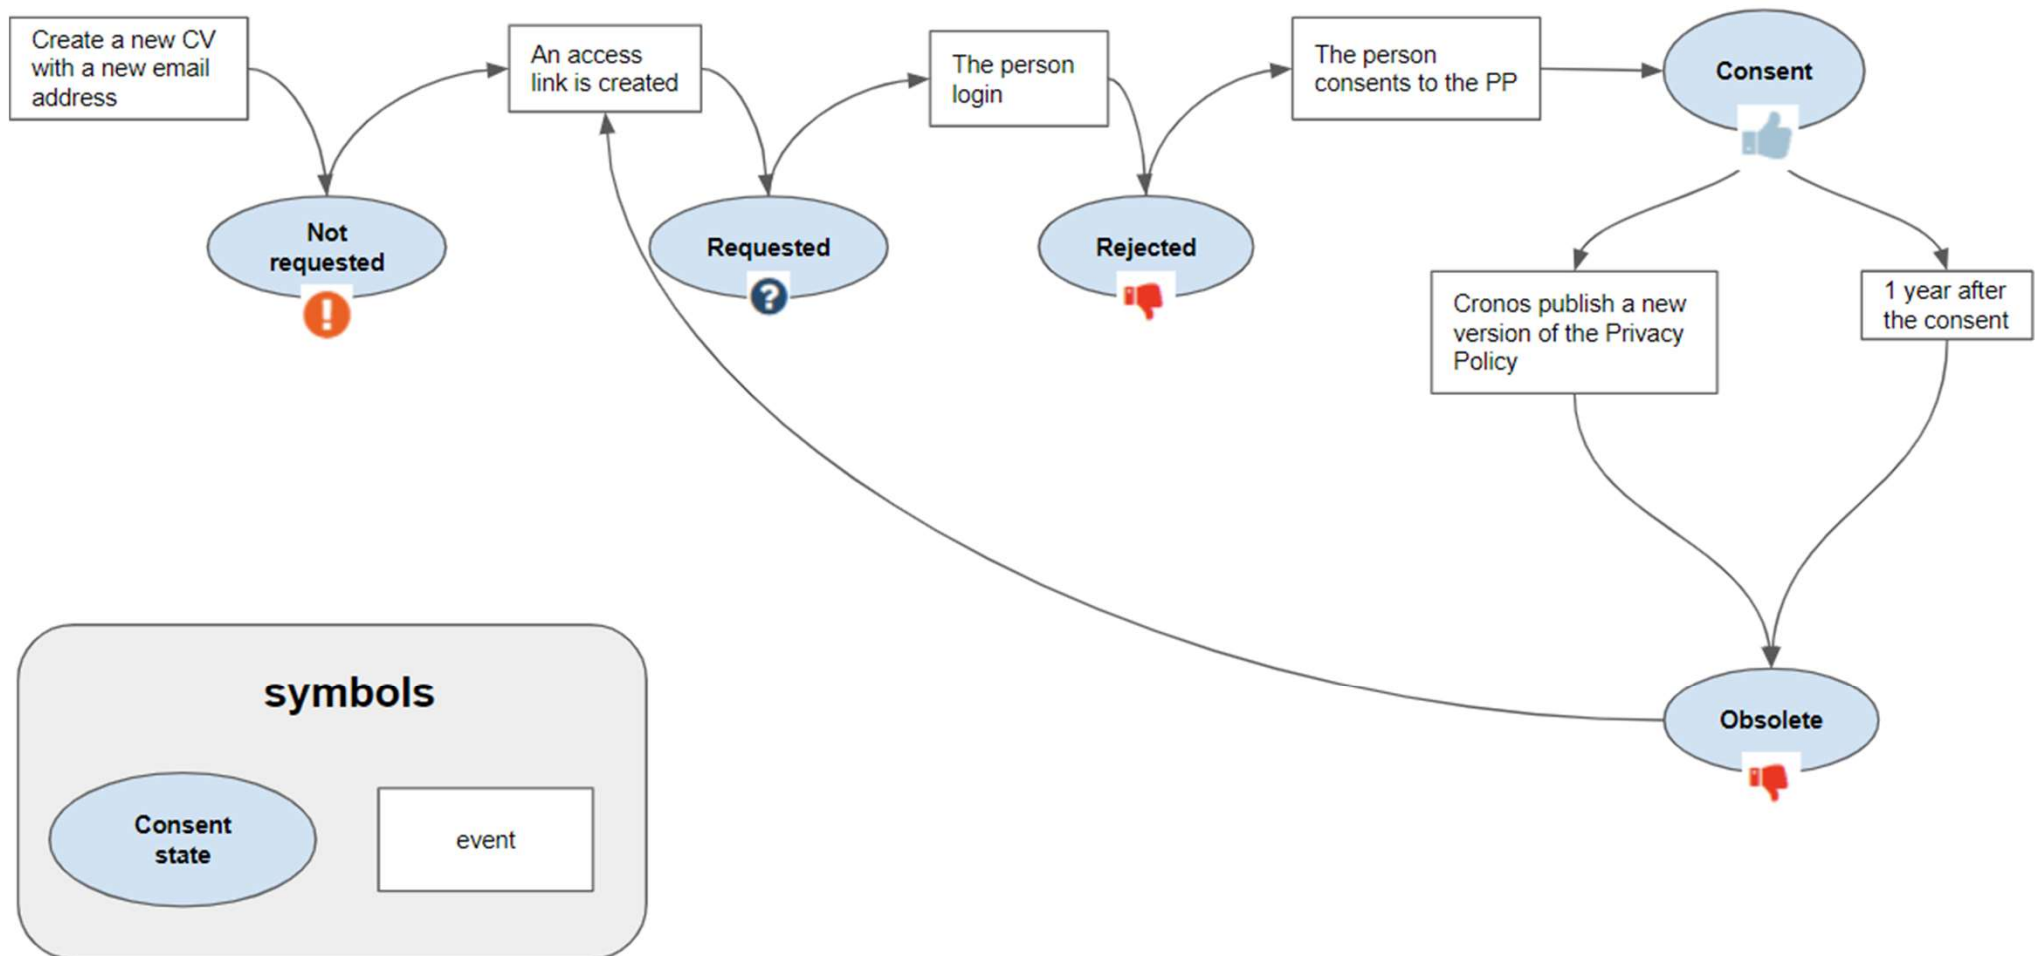 Create a new CV
with a new email
address
An access
link is created
The person
login
The person
consents to the PP
Consent
Not
requested
Requested
?
Rejected
Cronos publish a new
version of the Privacy
Policy
1 year after
the consent
!
Obsolete
symbols
Consent
state
event